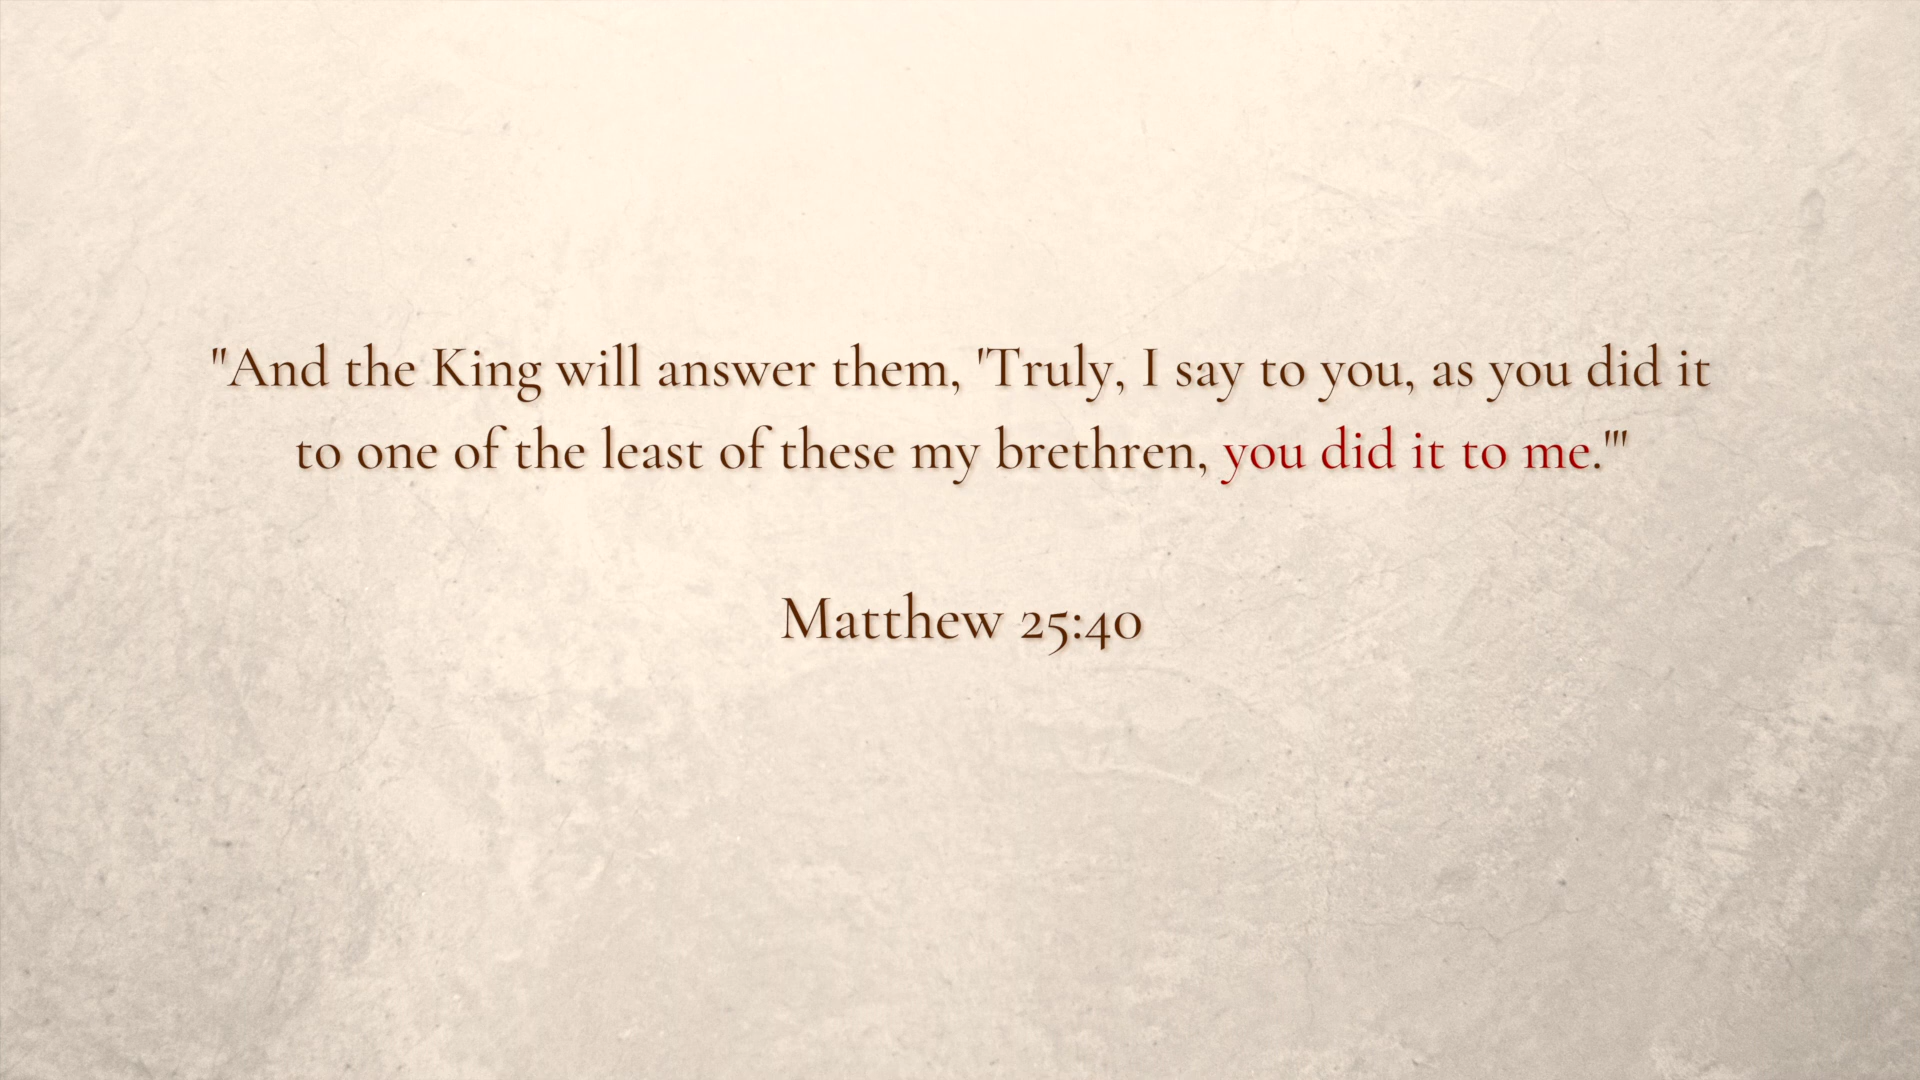 "And the King will answer them, 'Truly, I say to you, as you did it
to one of the least of these my brethren, you did it to me.'"
Matthew 25:40